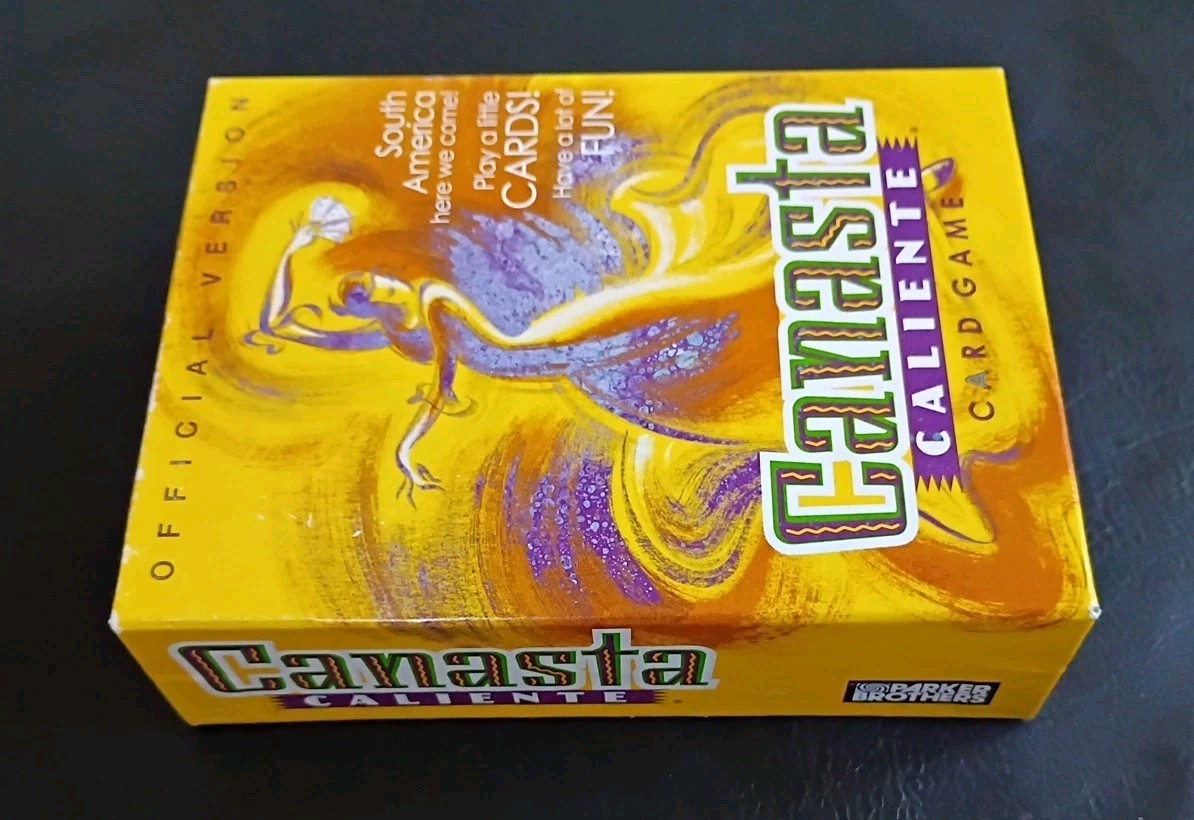 OFFICIAL VERSION
South
America
here we come!
Play a little
CARDS!
Have a lot of
FUN!
Canasta
CALIENTE
CARD GAME
Canasta
CALIENTE
PARKER
BROTHERS